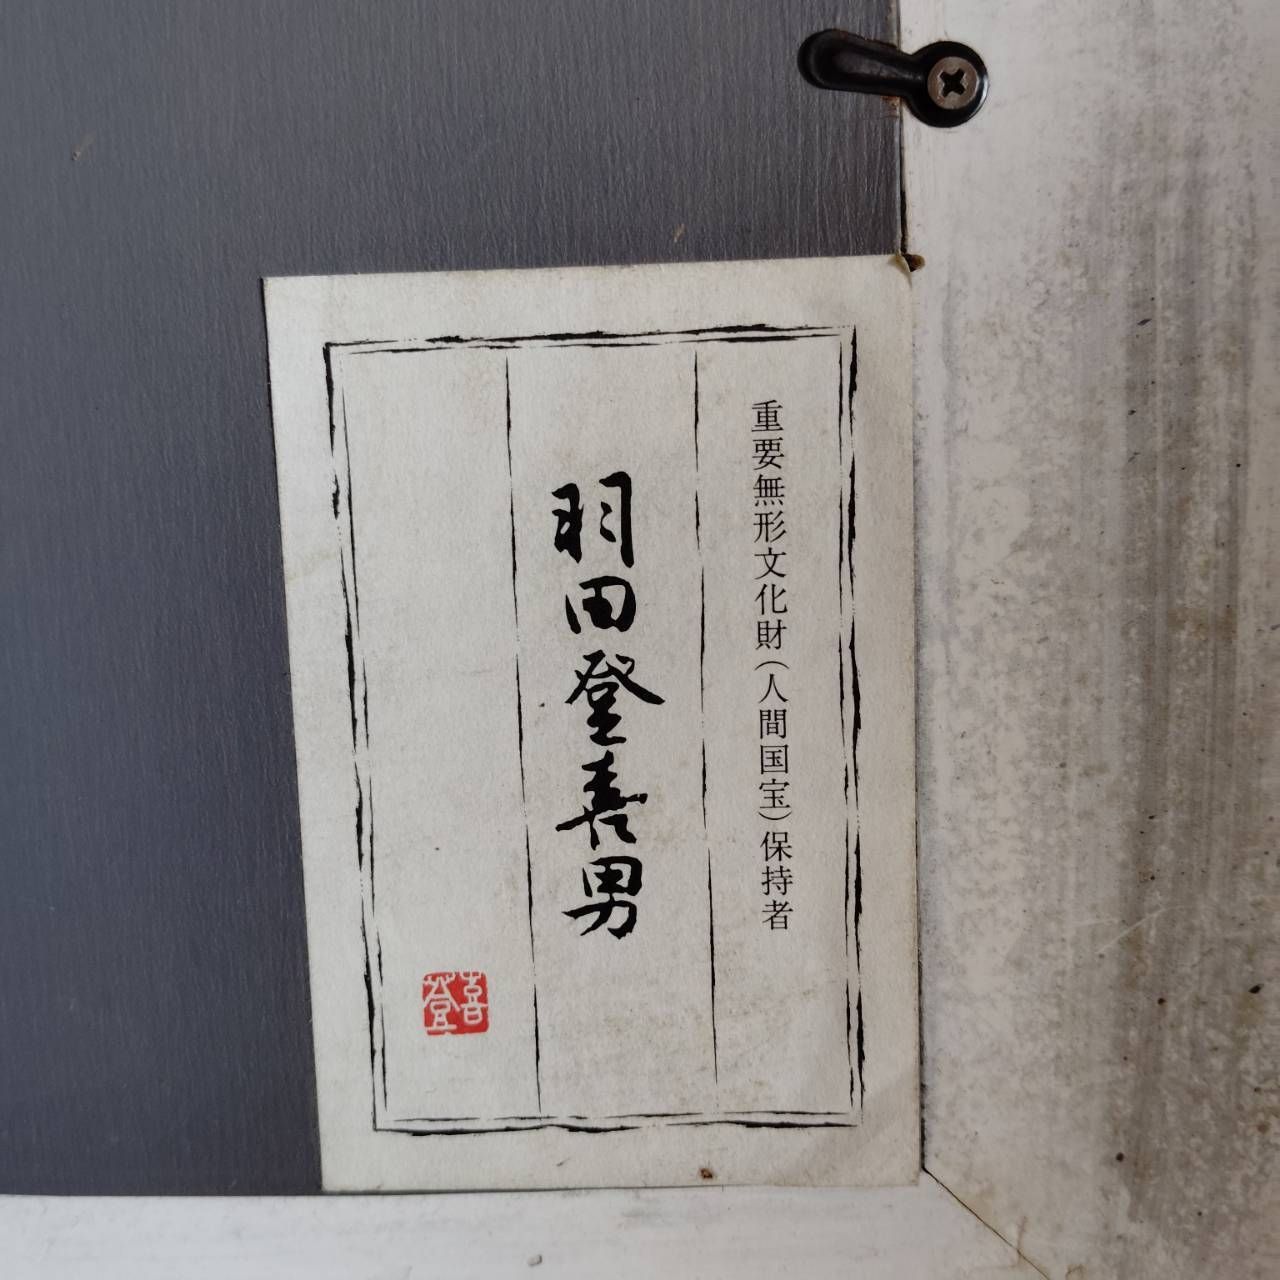 重要無形文化財(人間国宝)保持者
羽田登喜男
喜登